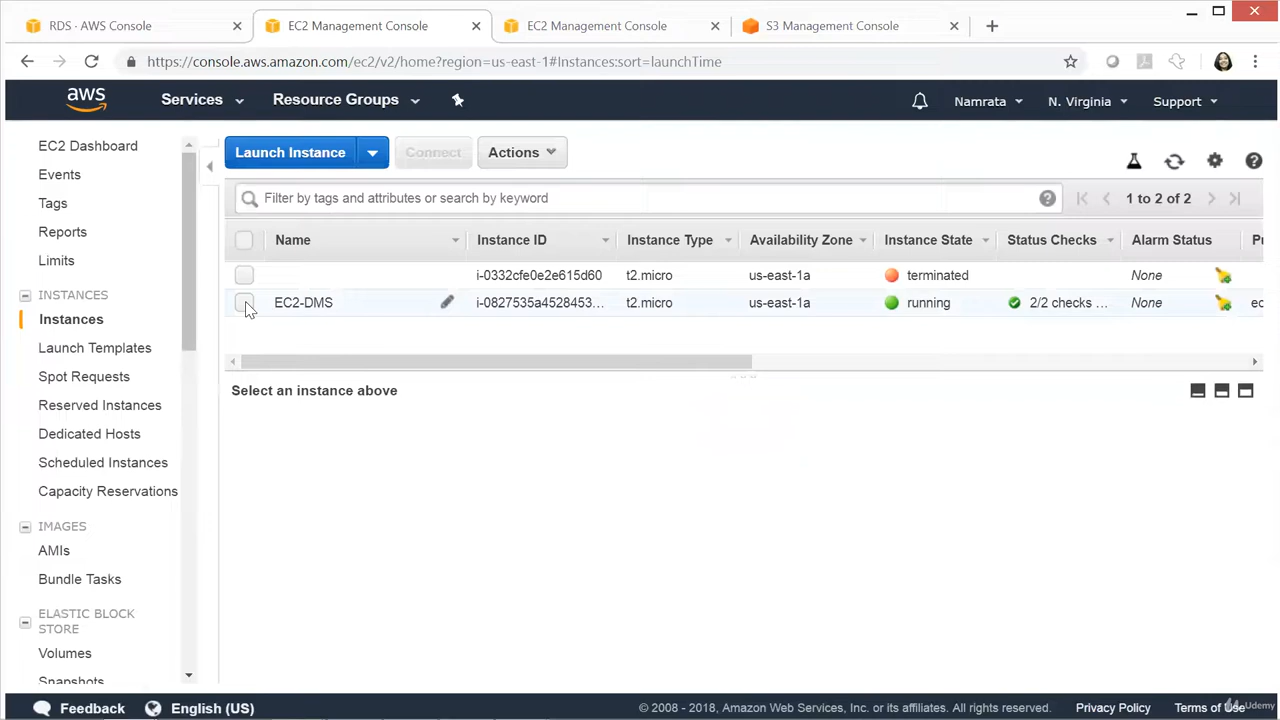 RDS · AWS Console
EC2 Management Console
EC2 Management Console
S3 Management Console
https://console.aws.amazon.com/ec2/v2/home?region=us-east-1#Instances:sort=launchTime
aws
Services
Resource Groups
Namrata
N. Virginia
Support
EC2 Dashboard
Events
Tags
Reports
Limits
INSTANCES
Instances
Launch Templates
Spot Requests
Reserved Instances
Dedicated Hosts
Scheduled Instances
Capacity Reservations
IMAGES
AMIs
Bundle Tasks
ELASTIC BLOCK
STORE
Volumes
Snapshots
Launch Instance
Connect
Actions
Filter by tags and attributes or search by keyword
1 to 2 of 2
Name Instance ID Instance Type Availability Zone Instance State Status Checks Alarm Status Pu
i-0332cfe0e2e615d60 t2.micro us-east-1a terminated None
EC2-DMS i-0827535a4528453... t2.micro us-east-1a running 2/2 checks ... None ec
Select an instance above
Feedback
English (US)
© 2008 - 2018, Amazon Web Services, Inc. or its affiliates. All rights reserved.
Privacy Policy
Terms of Use
Udemy